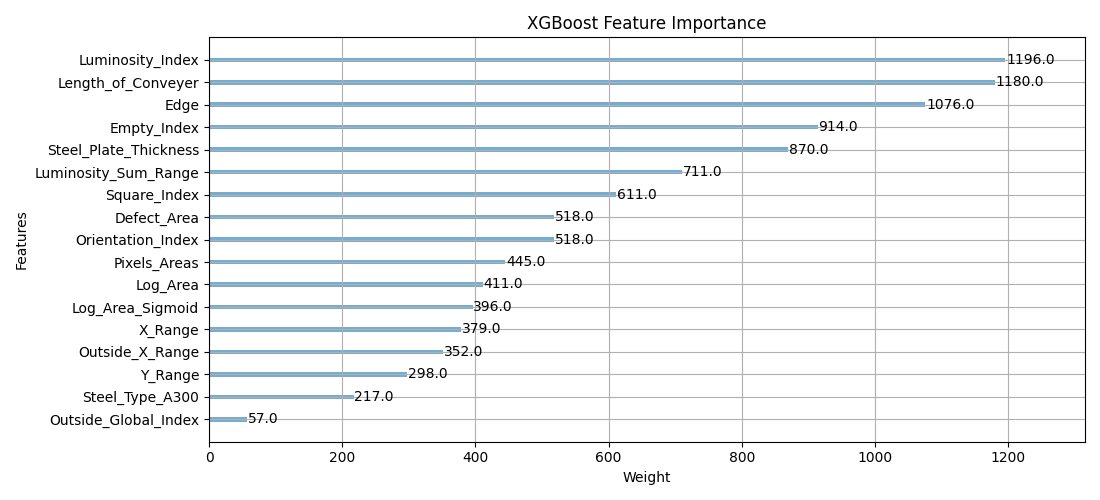 XGBoost Feature Importance
Luminosity_Index 1196.0
Length_of_Conveyer 1180.0
Edge 1076.0
Empty_Index 914.0
Steel_Plate_Thickness 870.0
Luminosity_Sum_Range 711.0
Square_Index 611.0
Defect_Area 518.0
Orientation_Index 518.0
Pixels_Areas 445.0
Log_Area 411.0
Log_Area_Sigmoid 396.0
X_Range 379.0
Outside_X_Range 352.0
Y_Range 298.0
Steel_Type_A300 217.0
Outside_Global_Index 57.0
Features
0 200 400 600 800 1000 1200
Weight